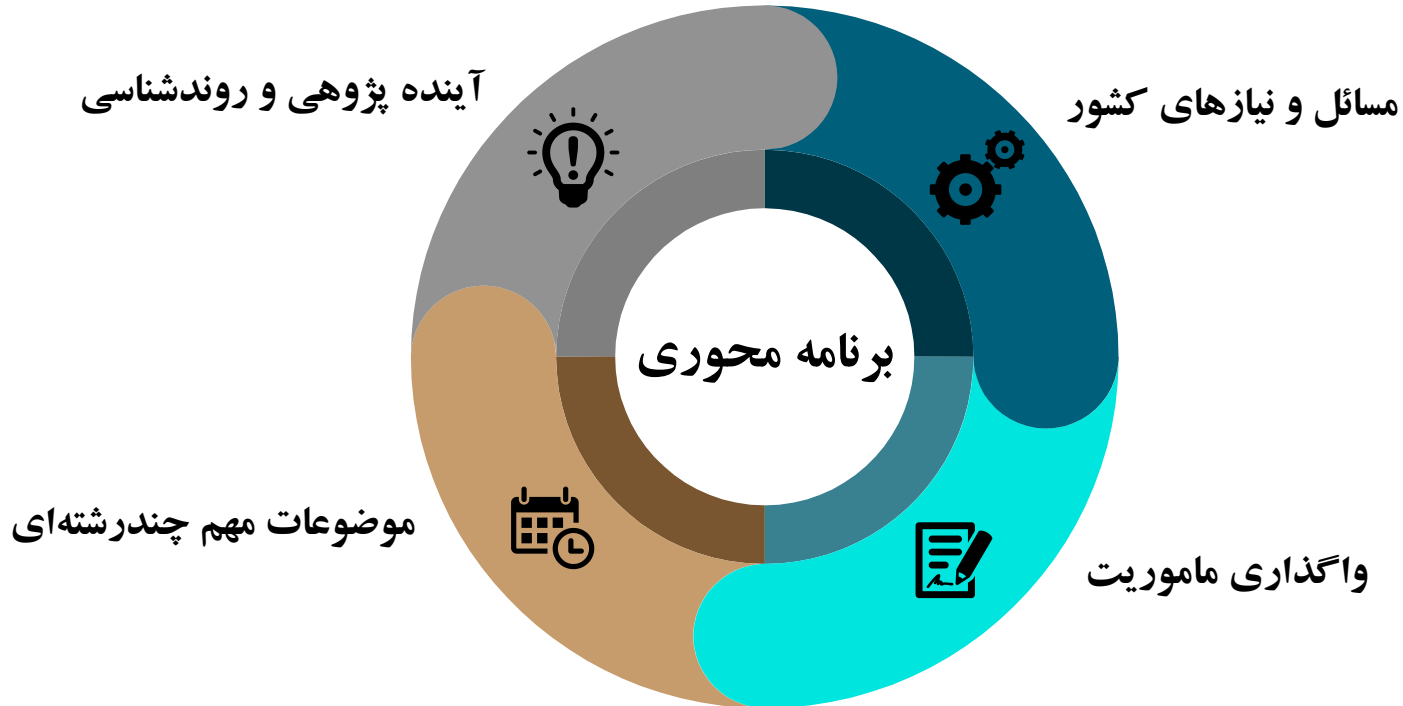 مسائل و نیازهای کشور
آینده پژوهی و روندشناسی
برنامه محوری
واگذاری ماموریت
موضوعات مهم چندرشته‌ای